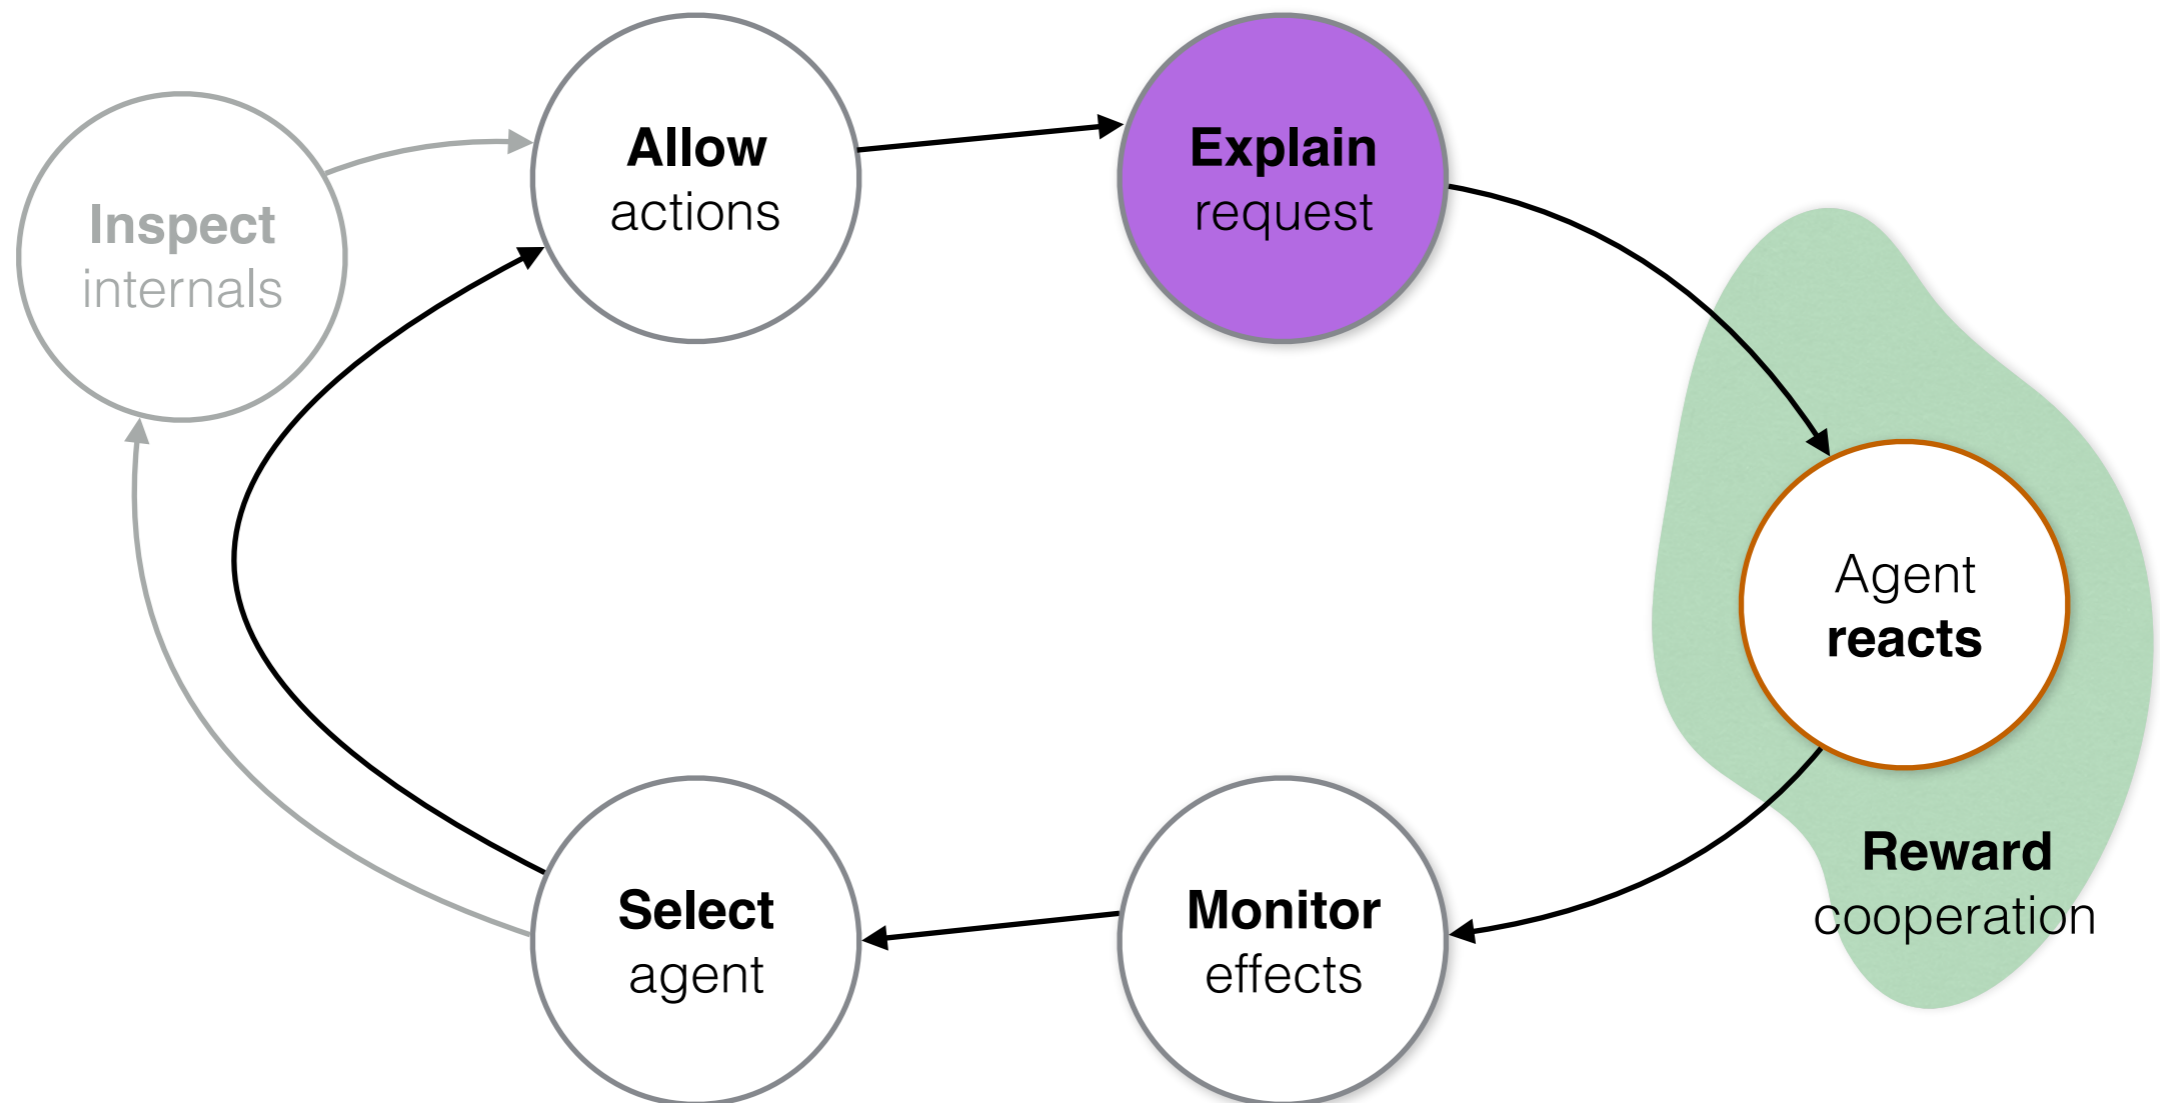 Allow
actions
Explain
request
Inspect
internals
Agent
reacts
Reward
cooperation
Select
agent
Monitor
effects